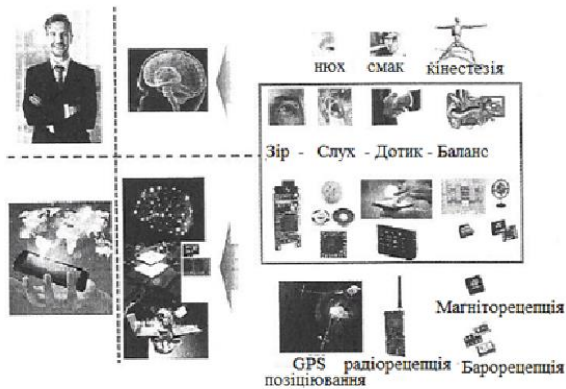 нюх смак кінестезія
Зір - Слух - Дотик - Баланс
Магніторецепція
GPS радіорецепція
позіціювання
Барорецепція